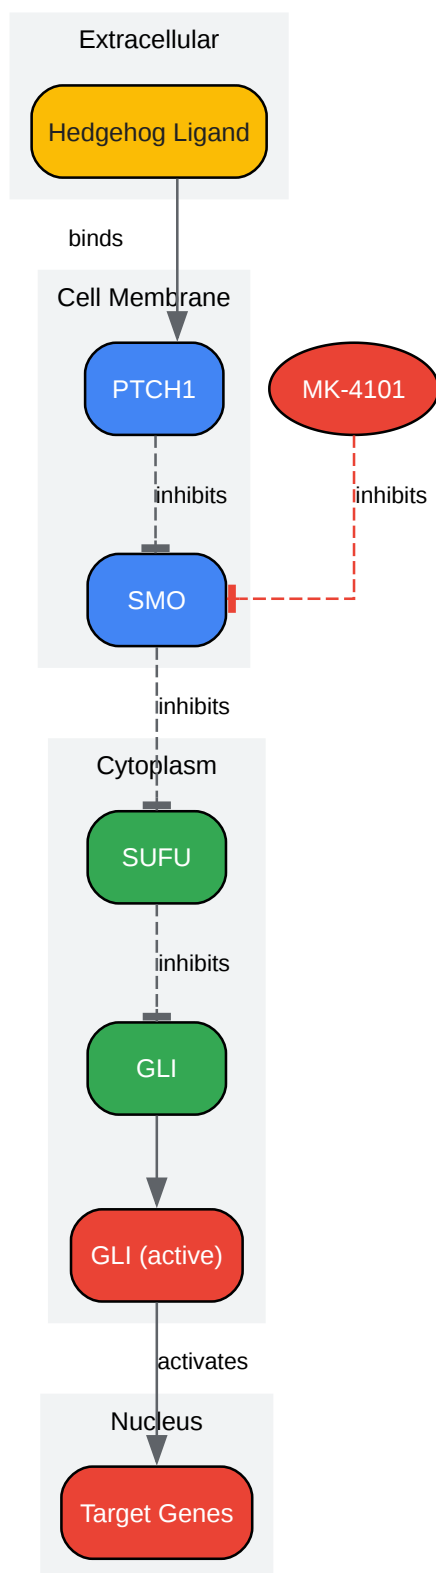 Extracellular
Hedgehog Ligand
binds
Cell Membrane
PTCH1
MK-4101
inhibits
inhibits
SMO
inhibits
Cytoplasm
SUFU
inhibits
GLI
GLI (active)
activates
Nucleus
Target Genes